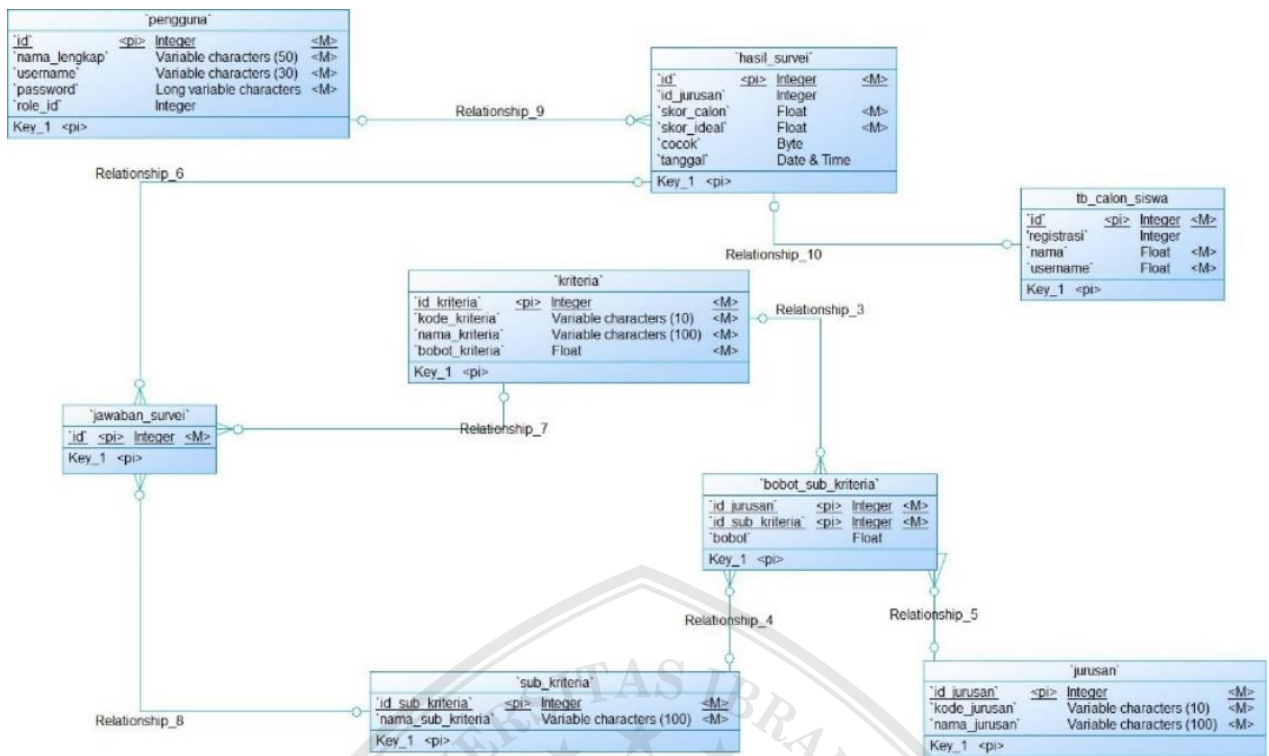 `pengguna`
`id` <pi> Integer <M>
`nama_lengkap` Variable characters (50) <M>
`username` Variable characters (30) <M>
`password` Long variable characters <M>
`role_id` Integer
Key_1 <pi>
Relationship_9
`hasil_survei`
`id` <pi> Integer <M>
`id_jurusan` Integer
`skor_calon` Float <M>
`skor_ideal` Float <M>
`cocok` Byte
`tanggal` Date & Time
Key_1 <pi>
Relationship_6
tb_calon_siswa
`id` <pi> Integer <M>
'registrasi' Integer
`nama` Float <M>
`username` Float <M>
Key_1 <pi>
Relationship_10
`kriteria`
`id_kriteria` <pi> Integer <M>
`kode_kriteria` Variable characters (10) <M>
`nama_kriteria` Variable characters (100) <M>
`bobot_kriteria` Float <M>
Key_1 <pi>
Relationship_3
`jawaban_survei`
`id` <pi> Integer <M>
Key_1 <pi>
Relationship_7
`bobot_sub_kriteria`
`id_jurusan` <pi> Integer <M>
`id_sub_kriteria` <pi> Integer <M>
`bobot` Float
Key_1 <pi>
Relationship_4
Relationship_5
`sub_kriteria`
`id_sub_kriteria` <pi> Integer <M>
`nama_sub_kriteria` Variable characters (100) <M>
Key_1 <pi>
Relationship_8
`jurusan`
`id_jurusan` <pi> Integer <M>
`kode_jurusan` Variable characters (10) <M>
`nama_jurusan` Variable characters (100) <M>
Key_1 <pi>